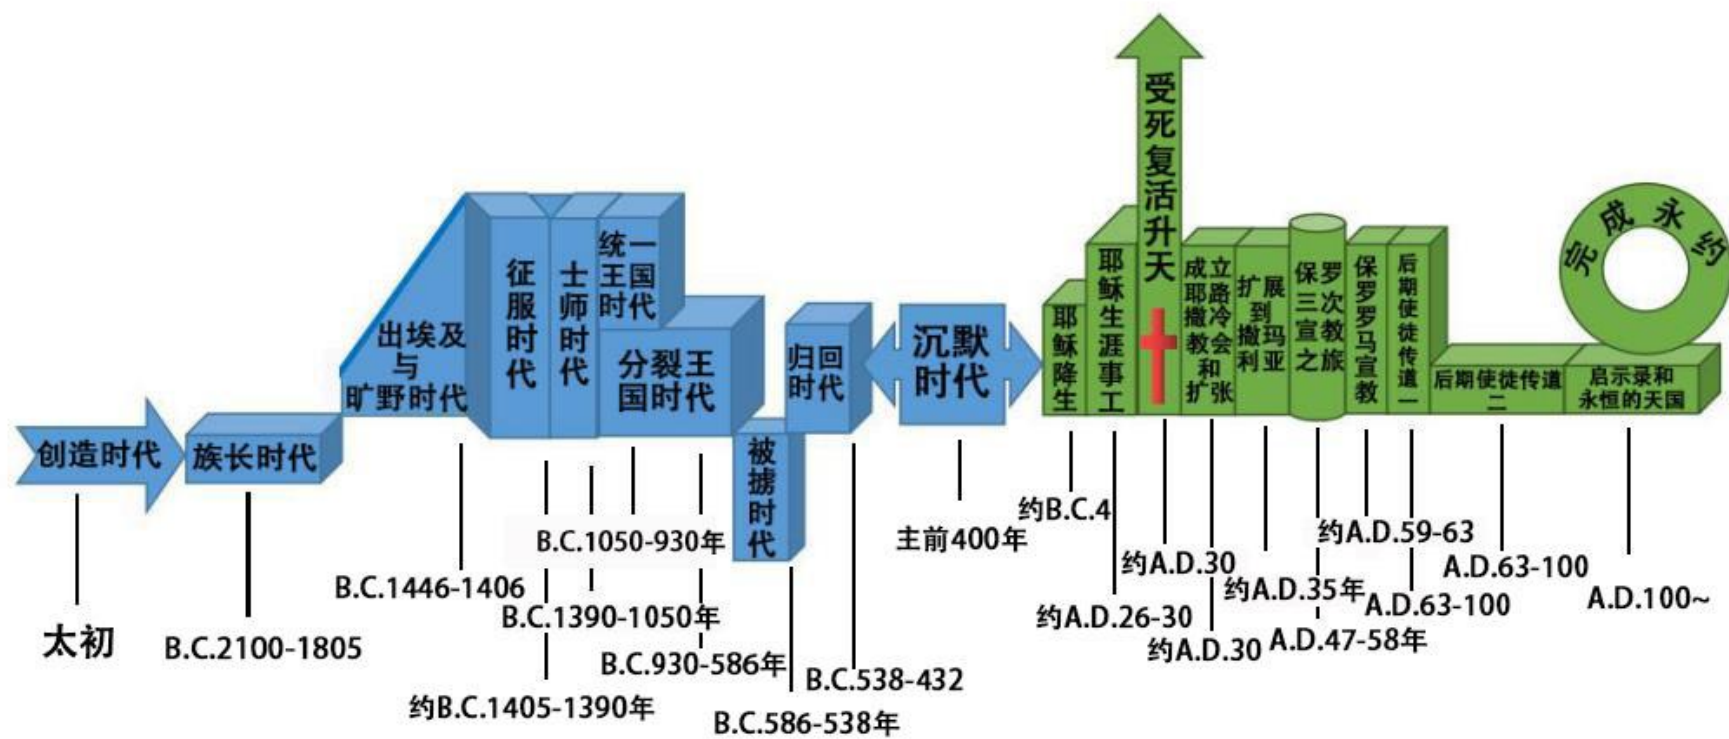 创造时代
族长时代
出埃及
与
旷野时代
征服时代
士师时代
统一
王国
时代
分裂王
国时代
被掳时代
归回
时代
沉默
时代
耶稣降生
耶稣生涯事工
受死复活升天
成立
耶路
撒冷
教会
和
扩张
扩展
到
撒玛
利亚
保罗
三次
宣教
之旅
保罗罗马宣教
后期使徒传道一
后期使徒传道
二
启示录和
永恒的天国
完成永约
太初
B.C.2100-1805
B.C.1446-1406
约B.C.1405-1390年
B.C.1390-1050年
B.C.1050-930年
B.C.930-586年
B.C.586-538年
B.C.538-432
主前400年
约B.C.4
约A.D.26-30
约A.D.30
约A.D.30
约A.D.35年
A.D.47-58年
约A.D.59-63
A.D.63-100
A.D.63-100
A.D.100~